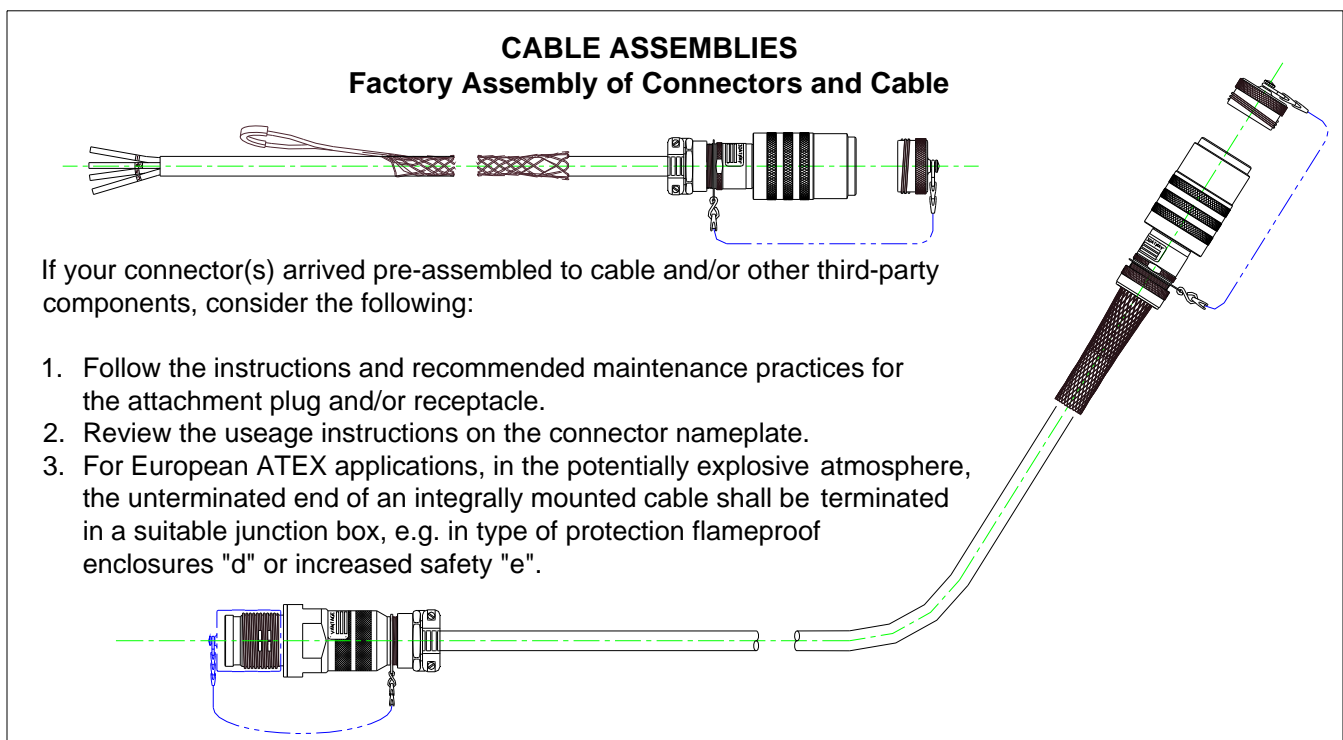 CABLE ASSEMBLIES
Factory Assembly of Connectors and Cable
If your connector(s) arrived pre-assembled to cable and/or other third-party
components, consider the following:
1. Follow the instructions and recommended maintenance practices for
the attachment plug and/or receptacle.
2. Review the useage instructions on the connector nameplate.
3. For European ATEX applications, in the potentially explosive atmosphere,
the unterminated end of an integrally mounted cable shall be terminated
in a suitable junction box, e.g. in type of protection flameproof
enclosures "d" or increased safety "e".
VANTAGE